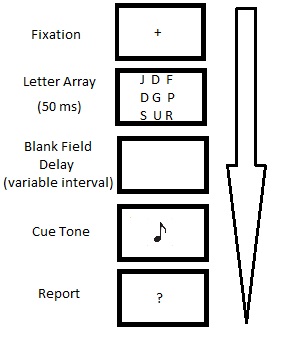 Fixation
+
Letter Array
(50 ms)
J D F
D G P
S U R
Blank Field
Delay
(variable interval)
Cue Tone
Report
?